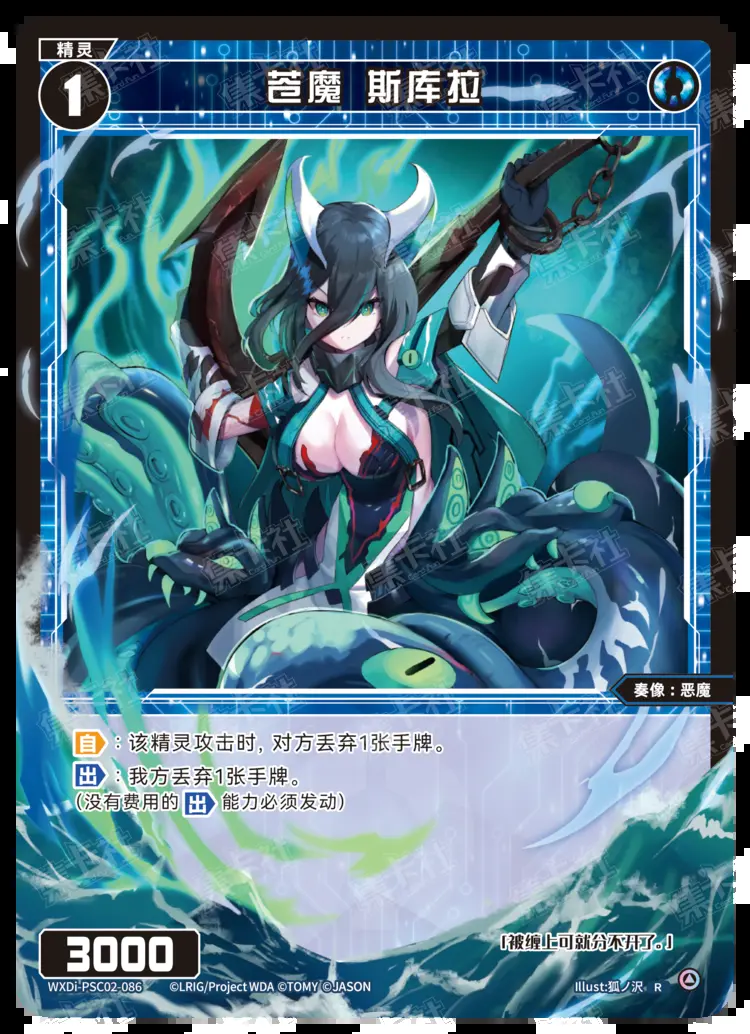 精灵
1
苍魔 斯库拉
奏像：恶魔
自：该精灵攻击时, 对方丢弃1张手牌。
出：我方丢弃1张手牌。
(没有费用的 出 能力必须发动)
「被缠上可就分不开了。」
3000
WXDi-PSC02-086 ©LRIG/Project WDA ©TOMY ©JASON Illust:狐ノ沢 R
集卡社